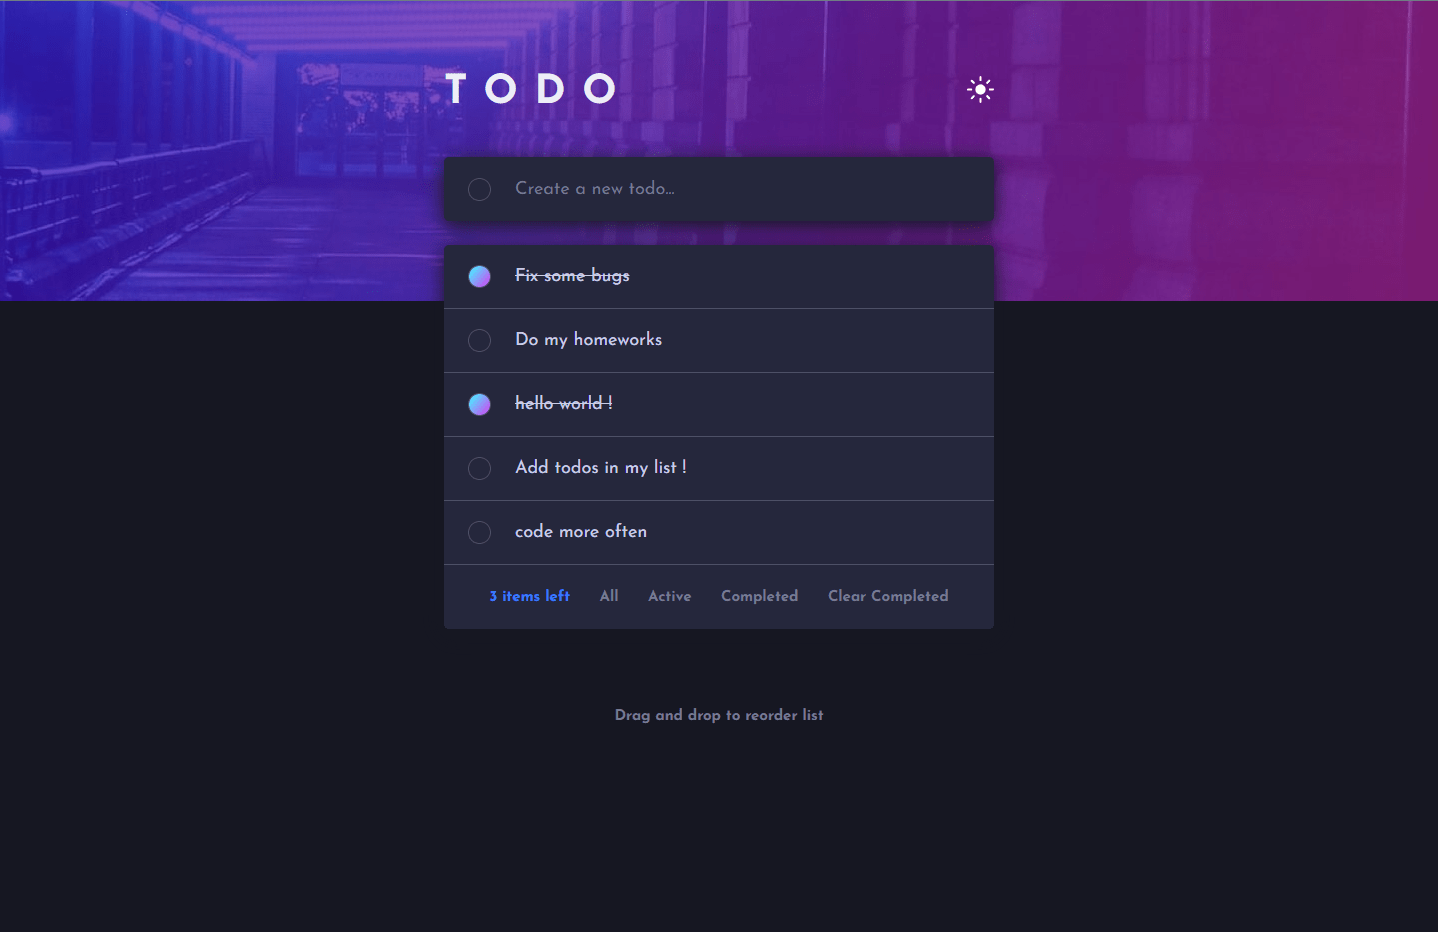 TODO
Create a new todo...
Fix some bugs
Do my homeworks
hello world !
Add todos in my list !
code more often
3 items left All Active Completed Clear Completed
Drag and drop to reorder list